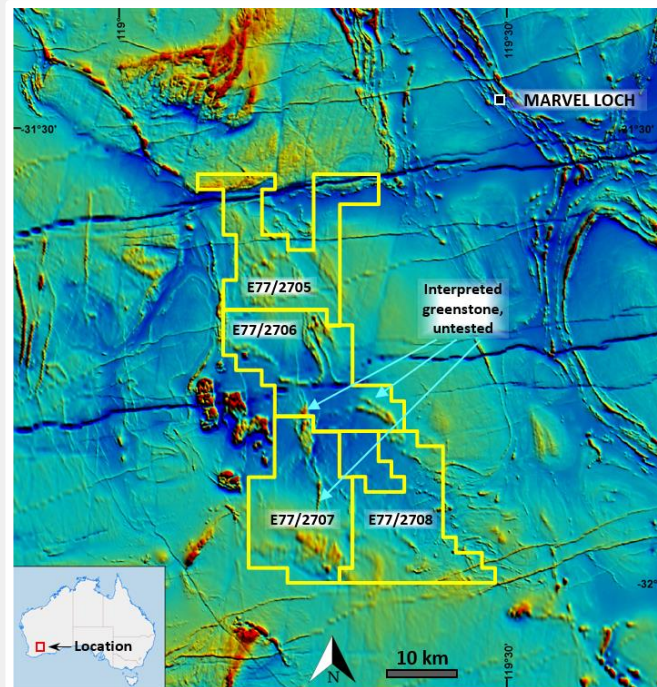 119°
119°30'
MARVEL LOCH
-31°30'
-31°30'
Interpreted
greenstone,
untested
E77/2705
E77/2706
E77/2707
E77/2708
-32°
Location
N
10 km
119°30'